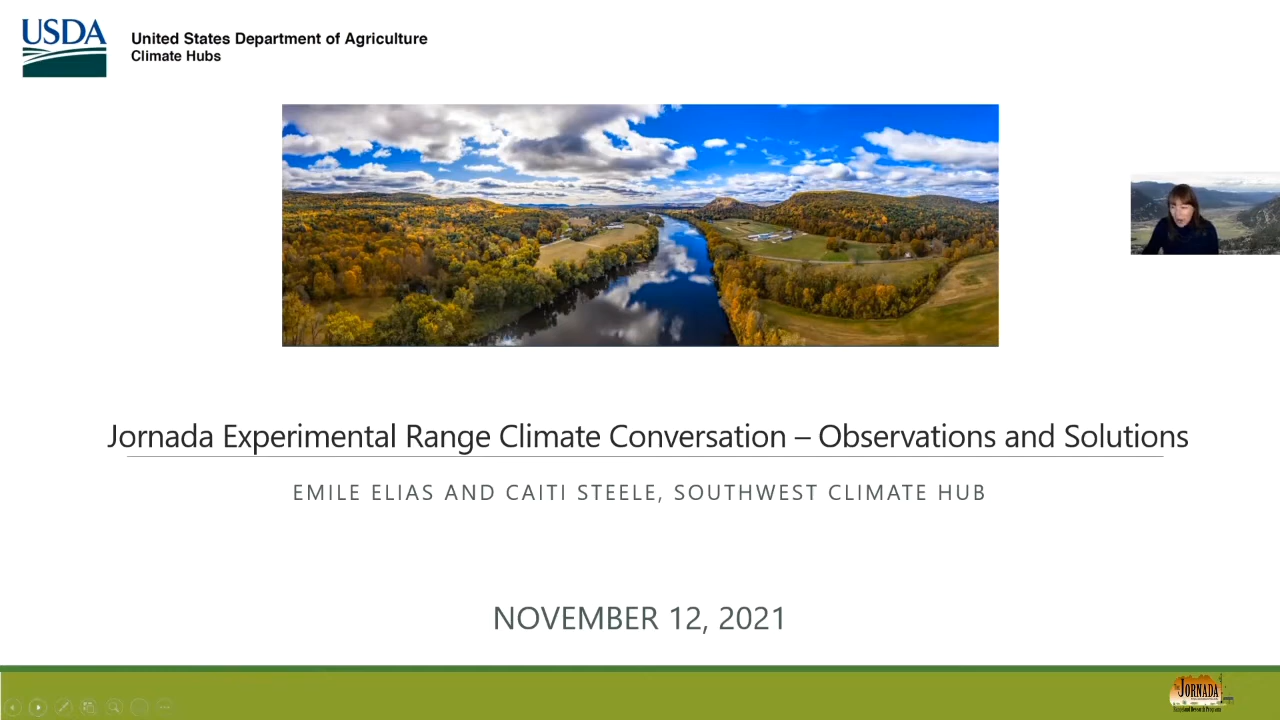 USDA
United States Department of Agriculture
Climate Hubs
Jornada Experimental Range Climate Conversation – Observations and Solutions
EMILE ELIAS AND CAITI STEELE, SOUTHWEST CLIMATE HUB
NOVEMBER 12, 2021
JORNADA